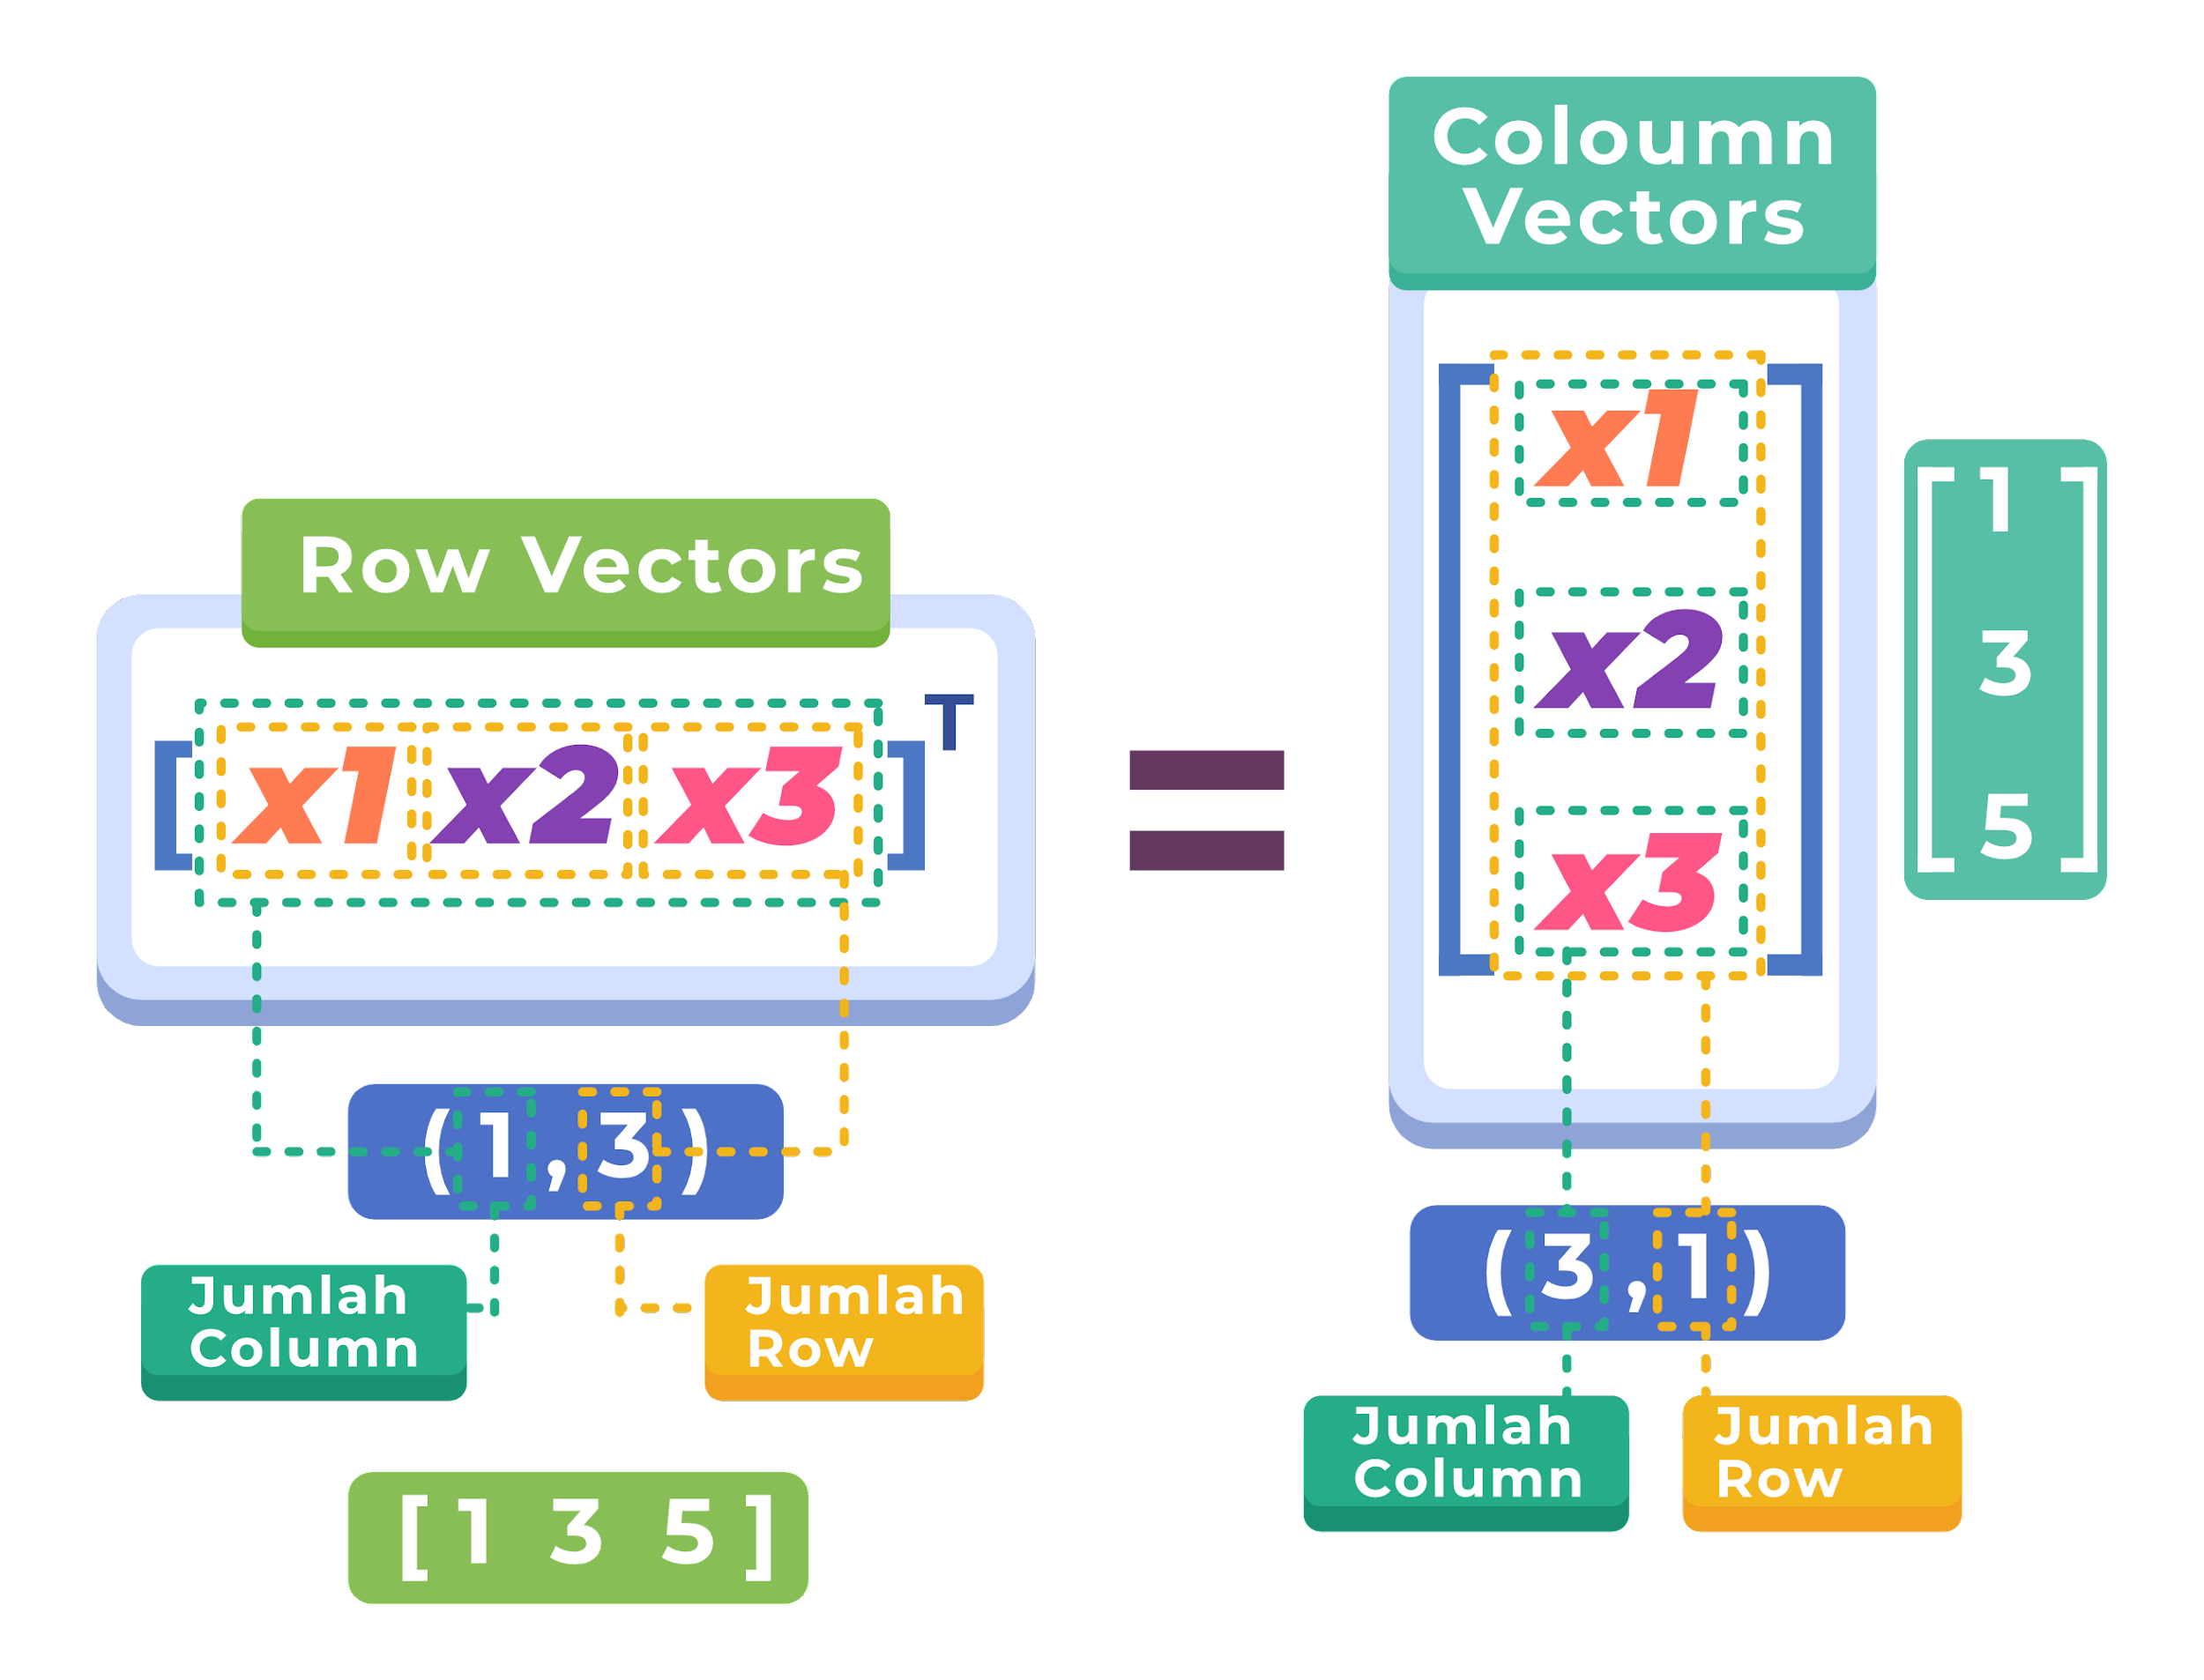 Row Vectors
[x1 x2 x3]T
(1,3)
Jumlah
Column
Jumlah
Row
[1 3 5]
=
Coloumn
Vectors
x1
x2
x3
1
3
5
(3,1)
Jumlah
Column
Jumlah
Row